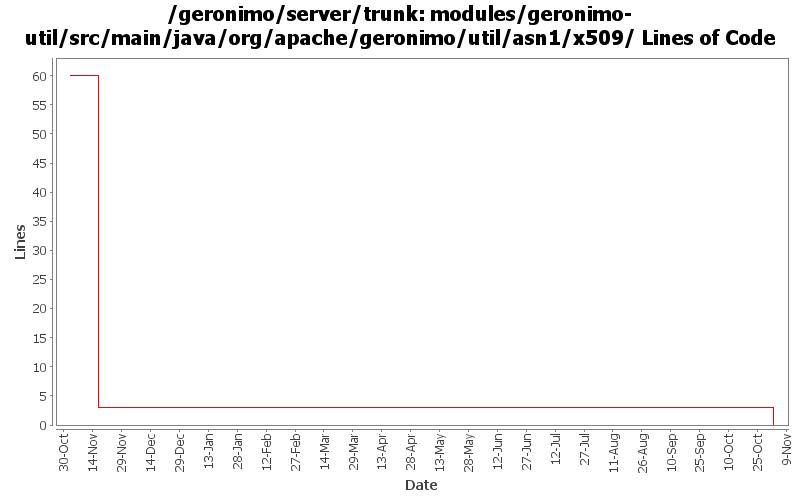 /geronimo/server/trunk: modules/geronimo-
util/src/main/java/org/apache/geronimo/util/asn1/x509/ Lines of Code
60
55
50
45
40
35
30
25
20
15
10
5
0
Lines
30-Oct
14-Nov
29-Nov
14-Dec
29-Dec
13-Jan
28-Jan
12-Feb
27-Feb
14-Mar
29-Mar
13-Apr
28-Apr
13-May
28-May
12-Jun
27-Jun
12-Jul
27-Jul
11-Aug
26-Aug
10-Sep
25-Sep
10-Oct
25-Oct
9-Nov
Date